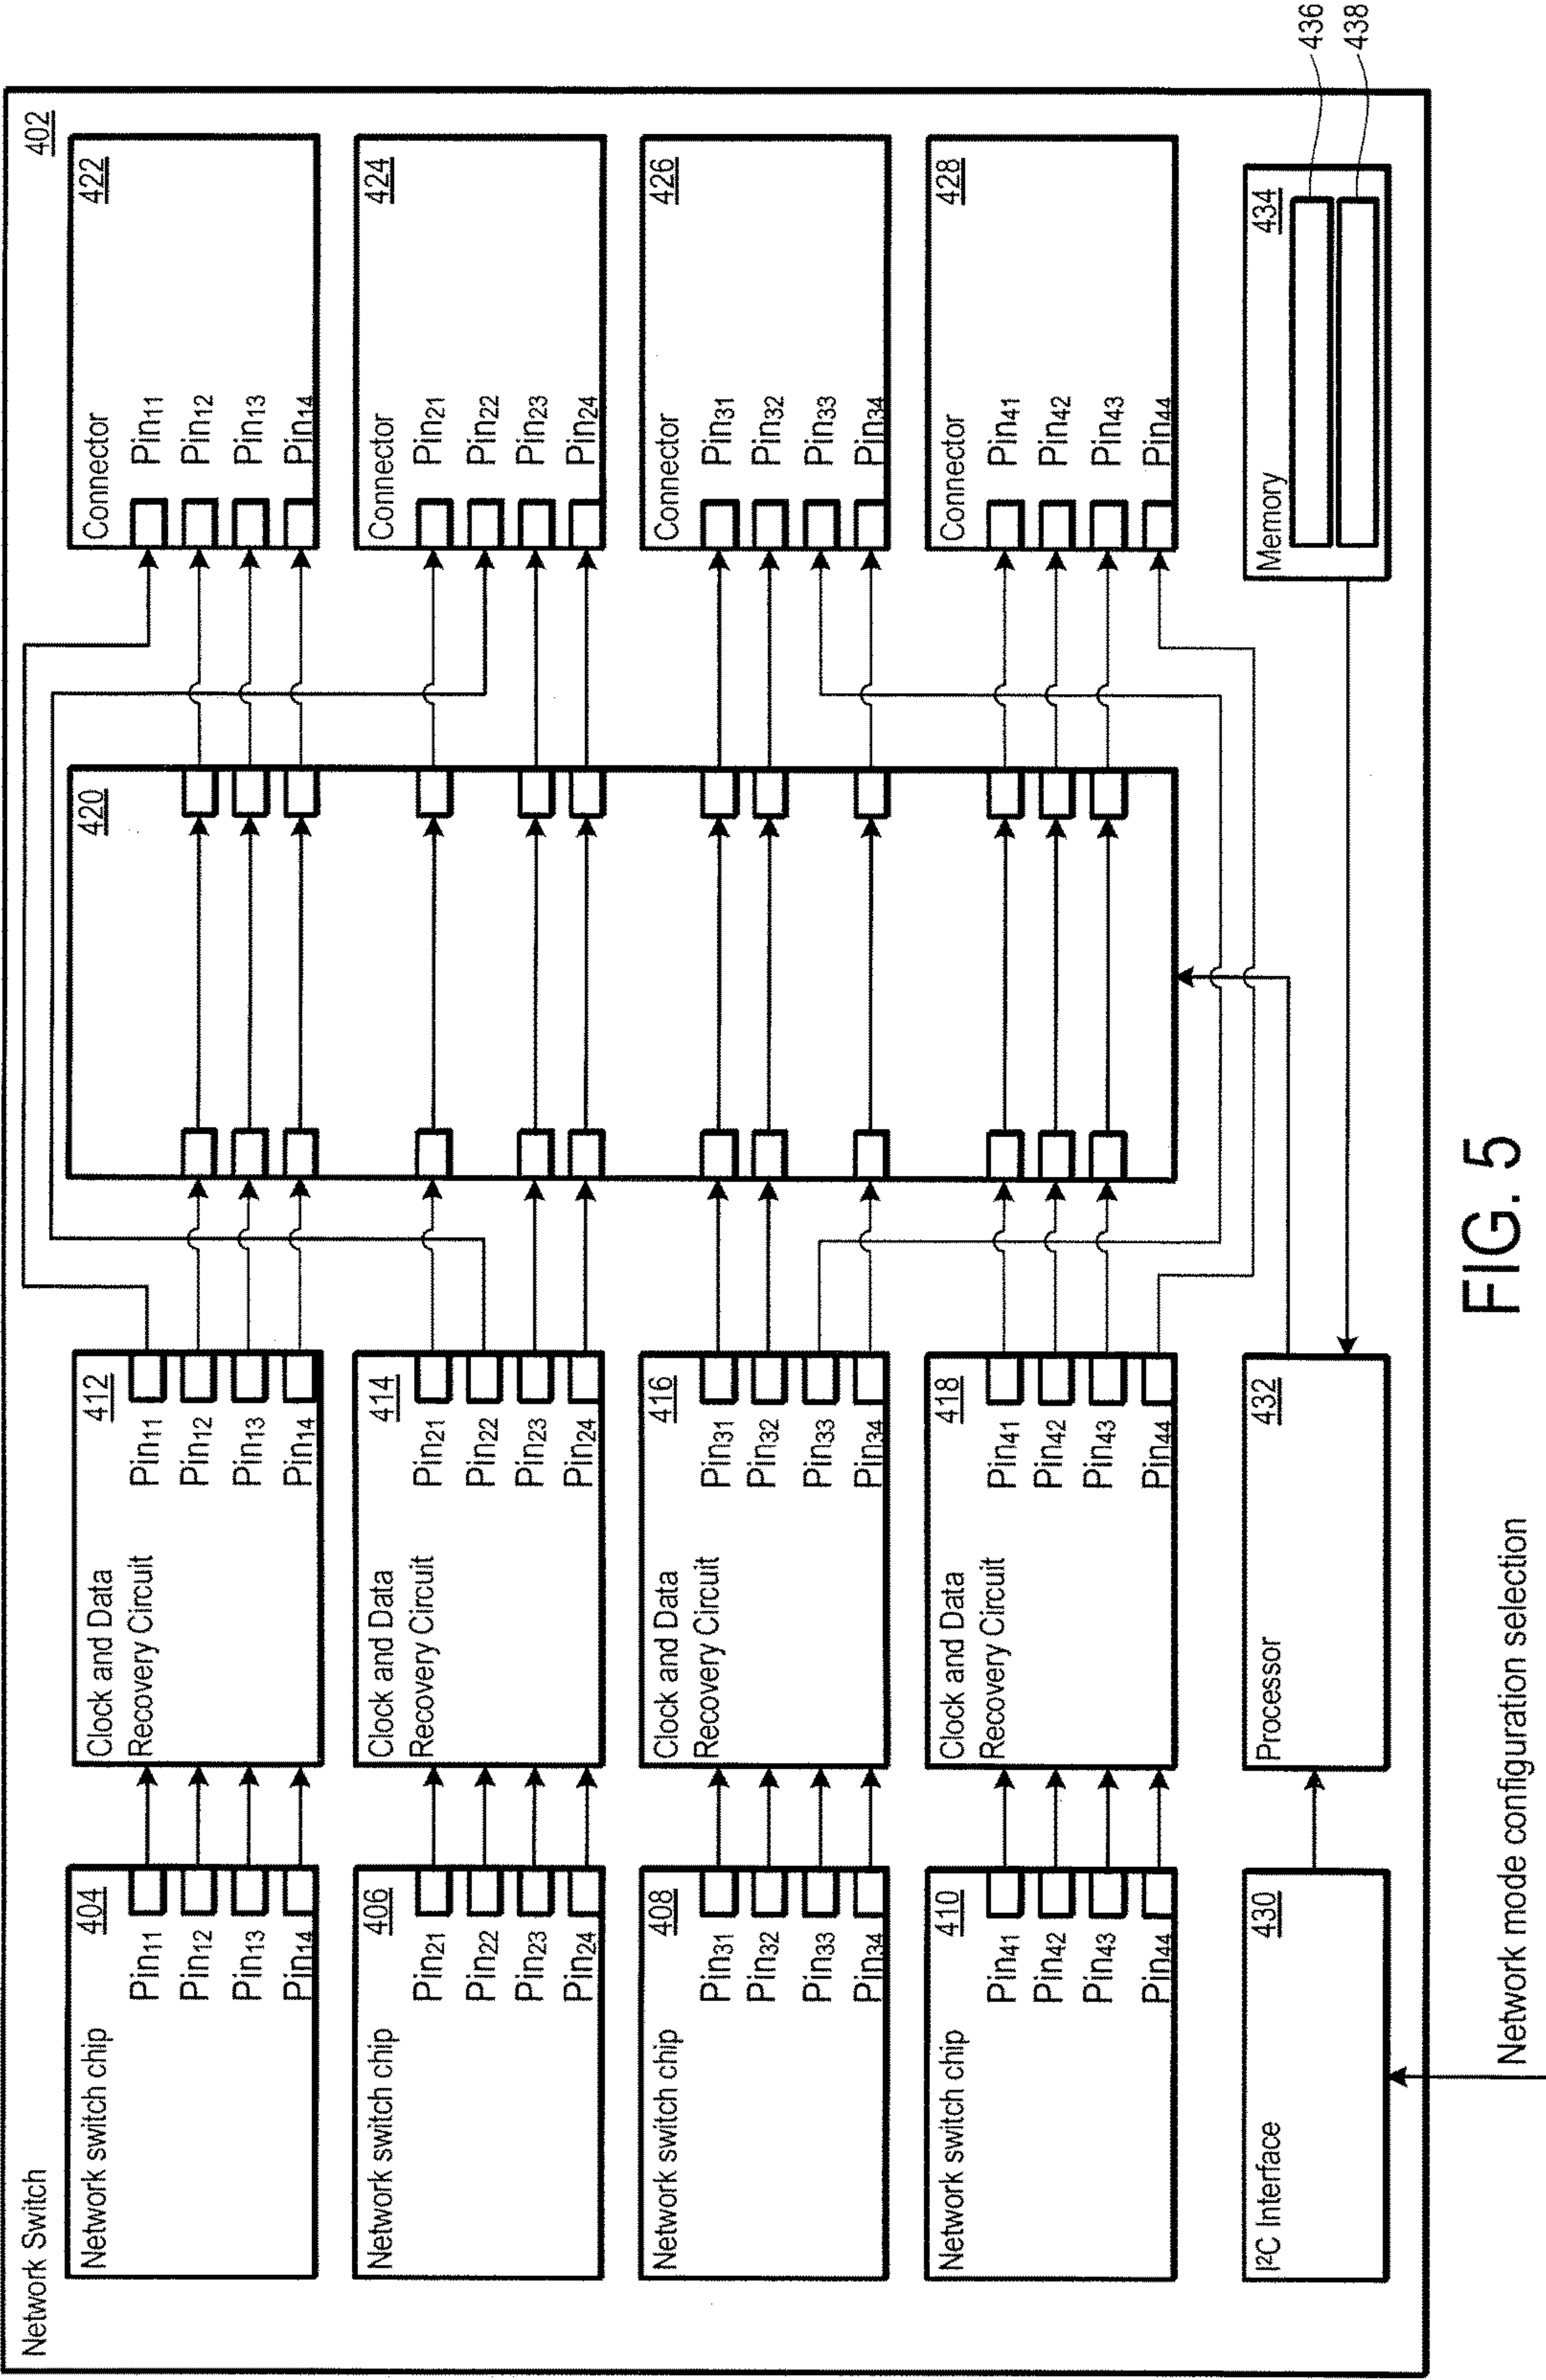 Network Switch
402
Network switch chip
404
Pin11
Pin12
Pin13
Pin14
Clock and Data
Recovery Circuit
412
Pin11
Pin12
Pin13
Pin14
420
Connector
422
Pin11
Pin12
Pin13
Pin14
Network switch chip
406
Pin21
Pin22
Pin23
Pin24
Clock and Data
Recovery Circuit
414
Pin21
Pin22
Pin23
Pin24
Connector
424
Pin21
Pin22
Pin23
Pin24
Network switch chip
408
Pin31
Pin32
Pin33
Pin34
Clock and Data
Recovery Circuit
416
Pin31
Pin32
Pin33
Pin34
Connector
426
Pin31
Pin32
Pin33
Pin34
Network switch chip
410
Pin41
Pin42
Pin43
Pin44
Clock and Data
Recovery Circuit
418
Pin41
Pin42
Pin43
Pin44
Connector
428
Pin41
Pin42
Pin43
Pin44
I²C Interface
430
Processor
432
Memory
434
436
438
Network mode configuration selection
FIG. 5